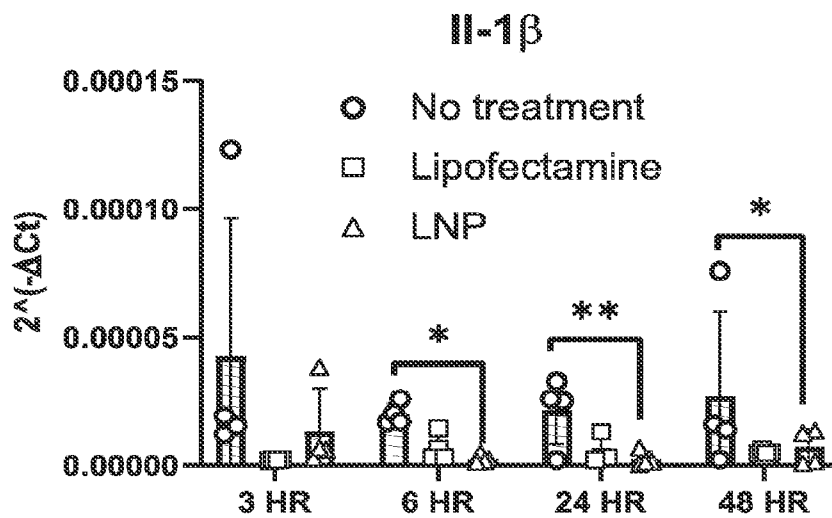 Il-1β
0.00015
0.00010
0.00005
0.00000
2^(-ΔCt)
No treatment
Lipofectamine
LNP
*
**
*
3 HR
6 HR
24 HR
48 HR